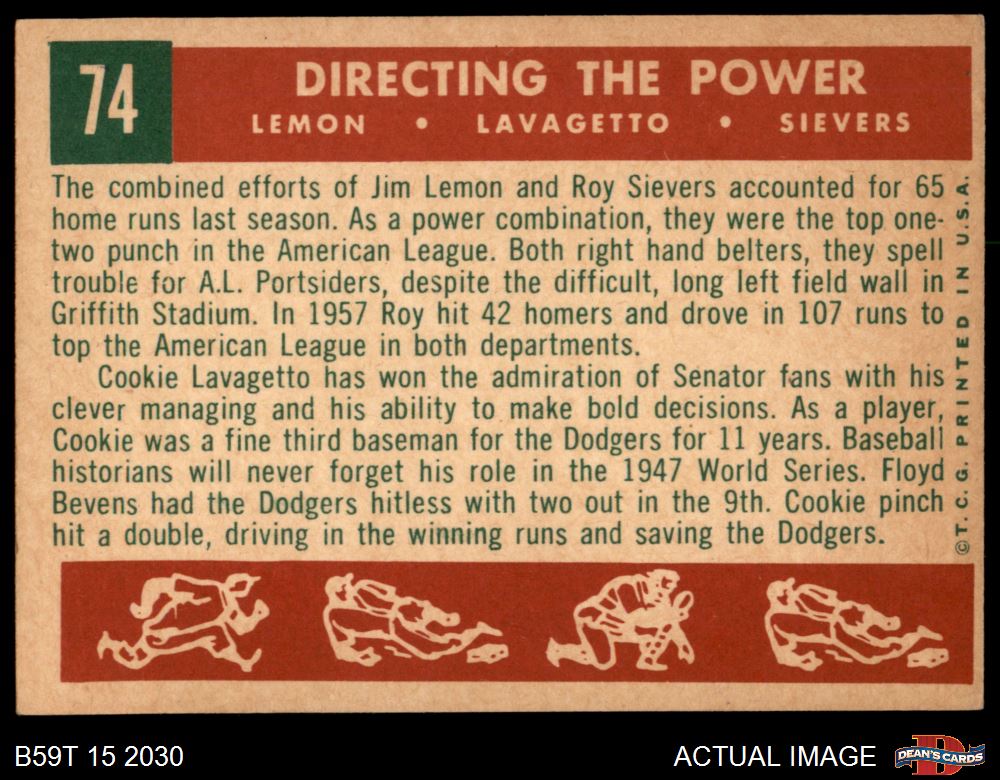 74
DIRECTING THE POWER
LEMON • LAVAGETTO • SIEVERS
The combined efforts of Jim Lemon and Roy Sievers accounted for 65
home runs last season. As a power combination, they were the top one-
two punch in the American League. Both right hand belters, they spell
trouble for A.L. Portsiders, despite the difficult, long left field wall in
Griffith Stadium. In 1957 Roy hit 42 homers and drove in 107 runs to
top the American League in both departments.
Cookie Lavagetto has won the admiration of Senator fans with his
clever managing and his ability to make bold decisions. As a player,
Cookie was a fine third baseman for the Dodgers for 11 years. Baseball
historians will never forget his role in the 1947 World Series. Floyd
Bevens had the Dodgers hitless with two out in the 9th. Cookie pinch
hit a double, driving in the winning runs and saving the Dodgers.
©T. C. G. PRINTED IN U.S.A.
B59T 15 2030
ACTUAL IMAGE
D
DEAN'S CARDS